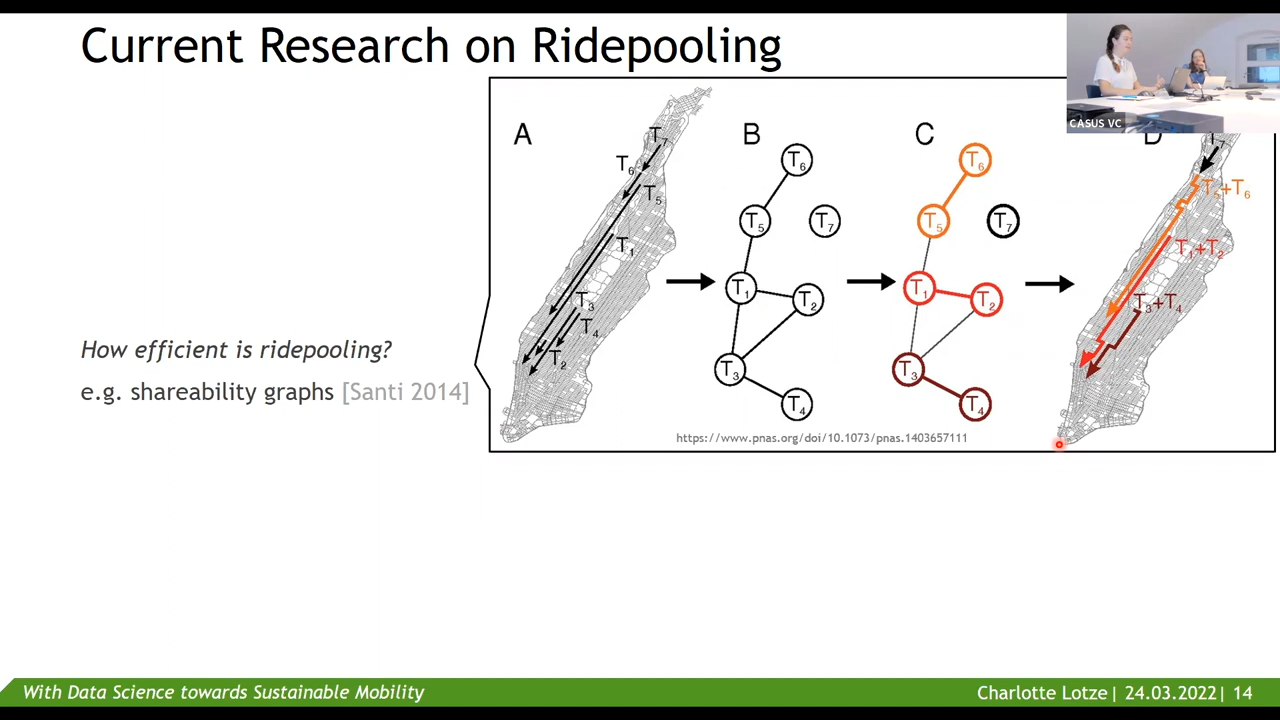 Current Research on Ridepooling
CASUS VC
A
B
C
D
T7
T6
T5
T1
T3
T4
T2
T6
T5
T7
T1
T2
T3
T4
T6
T5
T7
T1
T2
T3
T4
T7
T5+T6
T1+T2
T3+T4
How efficient is ridepooling?
e.g. shareability graphs [Santi 2014]
https://www.pnas.org/doi/10.1073/pnas.1403657111
With Data Science towards Sustainable Mobility
Charlotte Lotze| 24.03.2022| 14